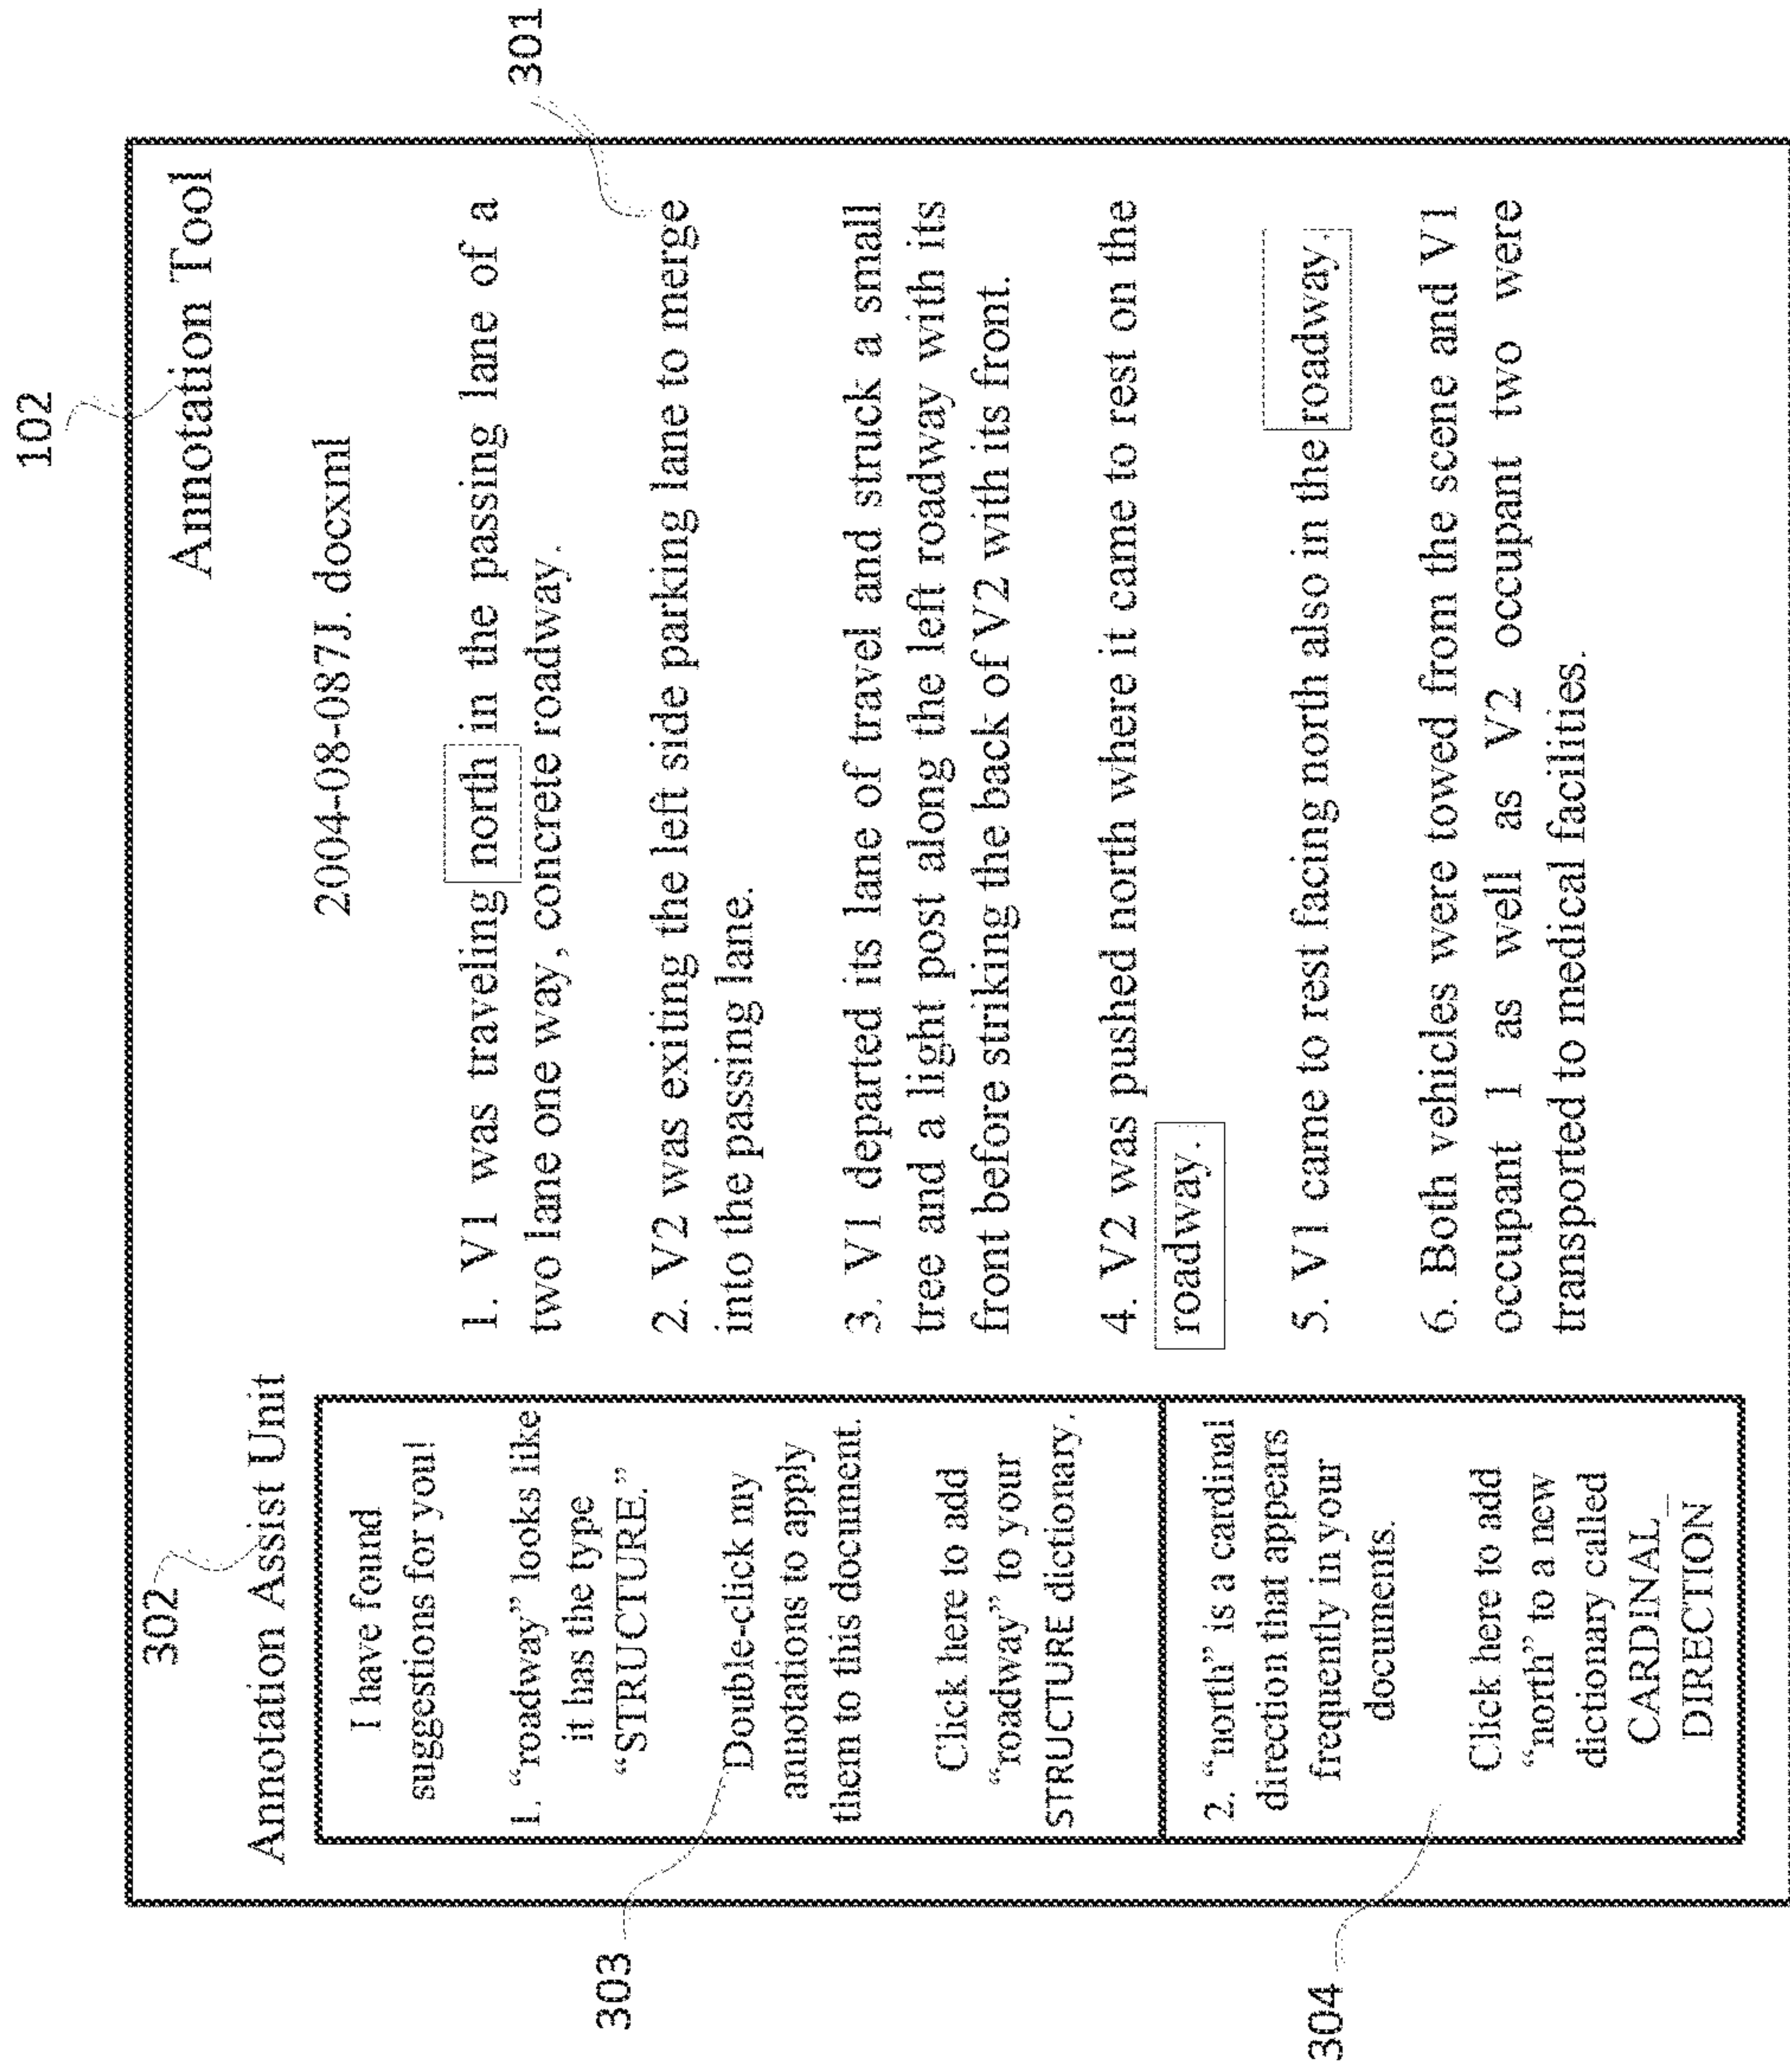 102
Annotation Tool
302
Annotation Assist Unit
I have found
suggestions for you!
1. “roadway” looks like
it has the type
“STRUCTURE.”
303
Double-click my
annotations to apply
them to this document.
Click here to add
“roadway” to your
STRUCTURE dictionary.
304
2. “north” is a cardinal
direction that appears
frequently in your
documents.
Click here to add
“north” to a new
dictionary called
CARDINAL_
DIRECTION
2004-08-087J. docxml
301
1. V1 was traveling north in the passing lane of a
two lane one way, concrete roadway.
2. V2 was exiting the left side parking lane to merge
into the passing lane.
3. V1 departed its lane of travel and struck a small
tree and a light post along the left roadway with its
front before striking the back of V2 with its front.
4. V2 was pushed north where it came to rest on the
roadway.
5. V1 came to rest facing north also in the roadway.
6. Both vehicles were towed from the scene and V1
occupant 1 as well as V2 occupant two were
transported to medical facilities.